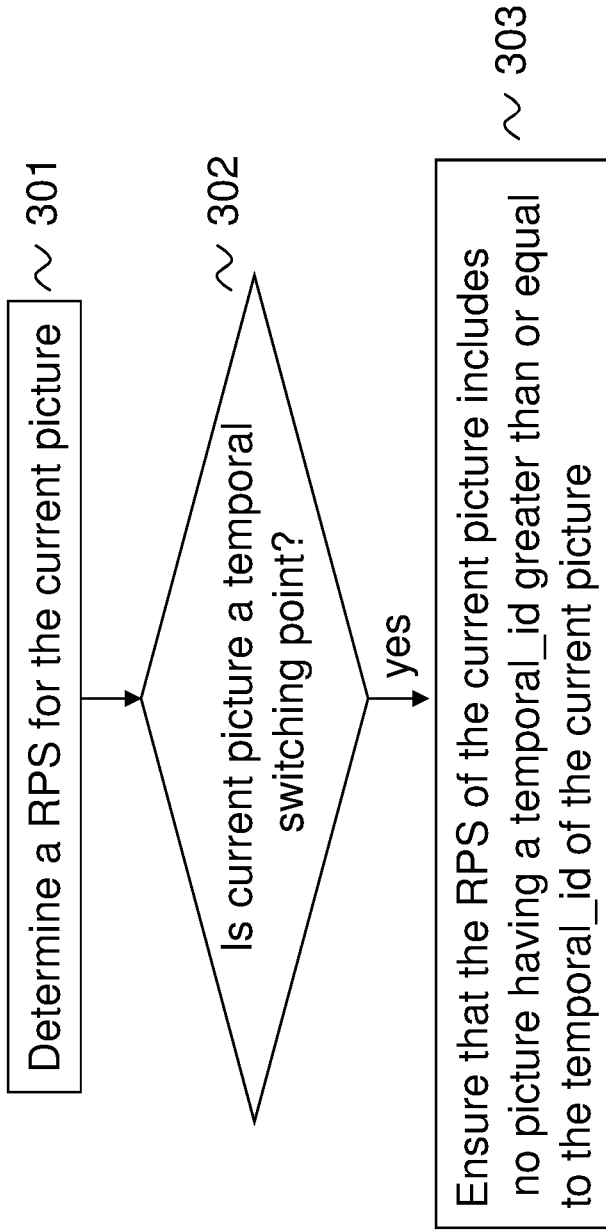 Determine a RPS for the current picture
~ 301
Is current picture a temporal
switching point?
~ 302
yes
Ensure that the RPS of the current picture includes
no picture having a temporal_id greater than or equal
to the temporal_id of the current picture
~ 303